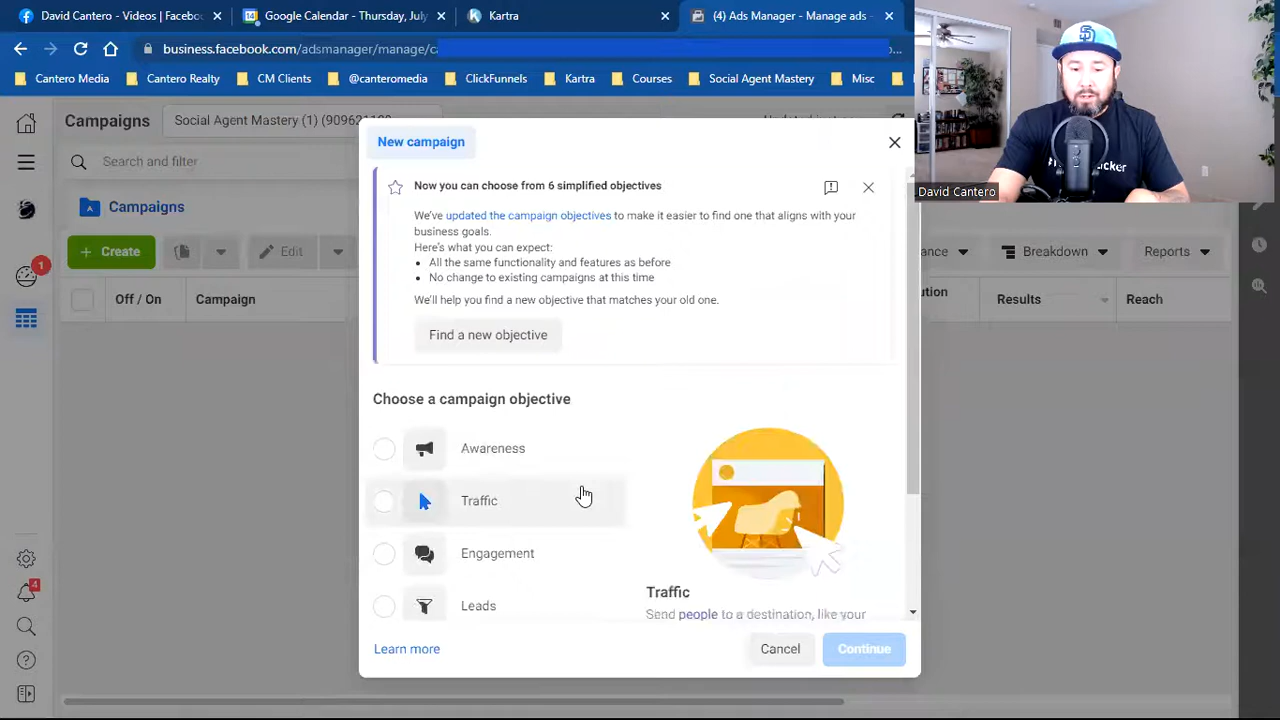 David Cantero - Videos | Faceb
Google Calendar - Thursday, July
Kartra
(4) Ads Manager - Manage ads -
business.facebook.com/adsmanager/manage/c
Cantero Media
Cantero Realty
CM Clients
@canteromedia
ClickFunnels
Kartra
Courses
Social Agent Mastery
Misc
Campaigns
Social Agent Mastery (1)
Search and filter
Campaigns
+ Create
Edit
Breakdown
Reports
Off / On
Campaign
Results
Reach
1
4
New campaign
Now you can choose from 6 simplified objectives
We've updated the campaign objectives to make it easier to find one that aligns with your
business goals.
Here's what you can expect:
• All the same functionality and features as before
• No change to existing campaigns at this time
We'll help you find a new objective that matches your old one.
Find a new objective
Choose a campaign objective
Awareness
Traffic
Engagement
Leads
Traffic
Send people to a destination, like your
Learn more
Cancel
Continue
David Cantero